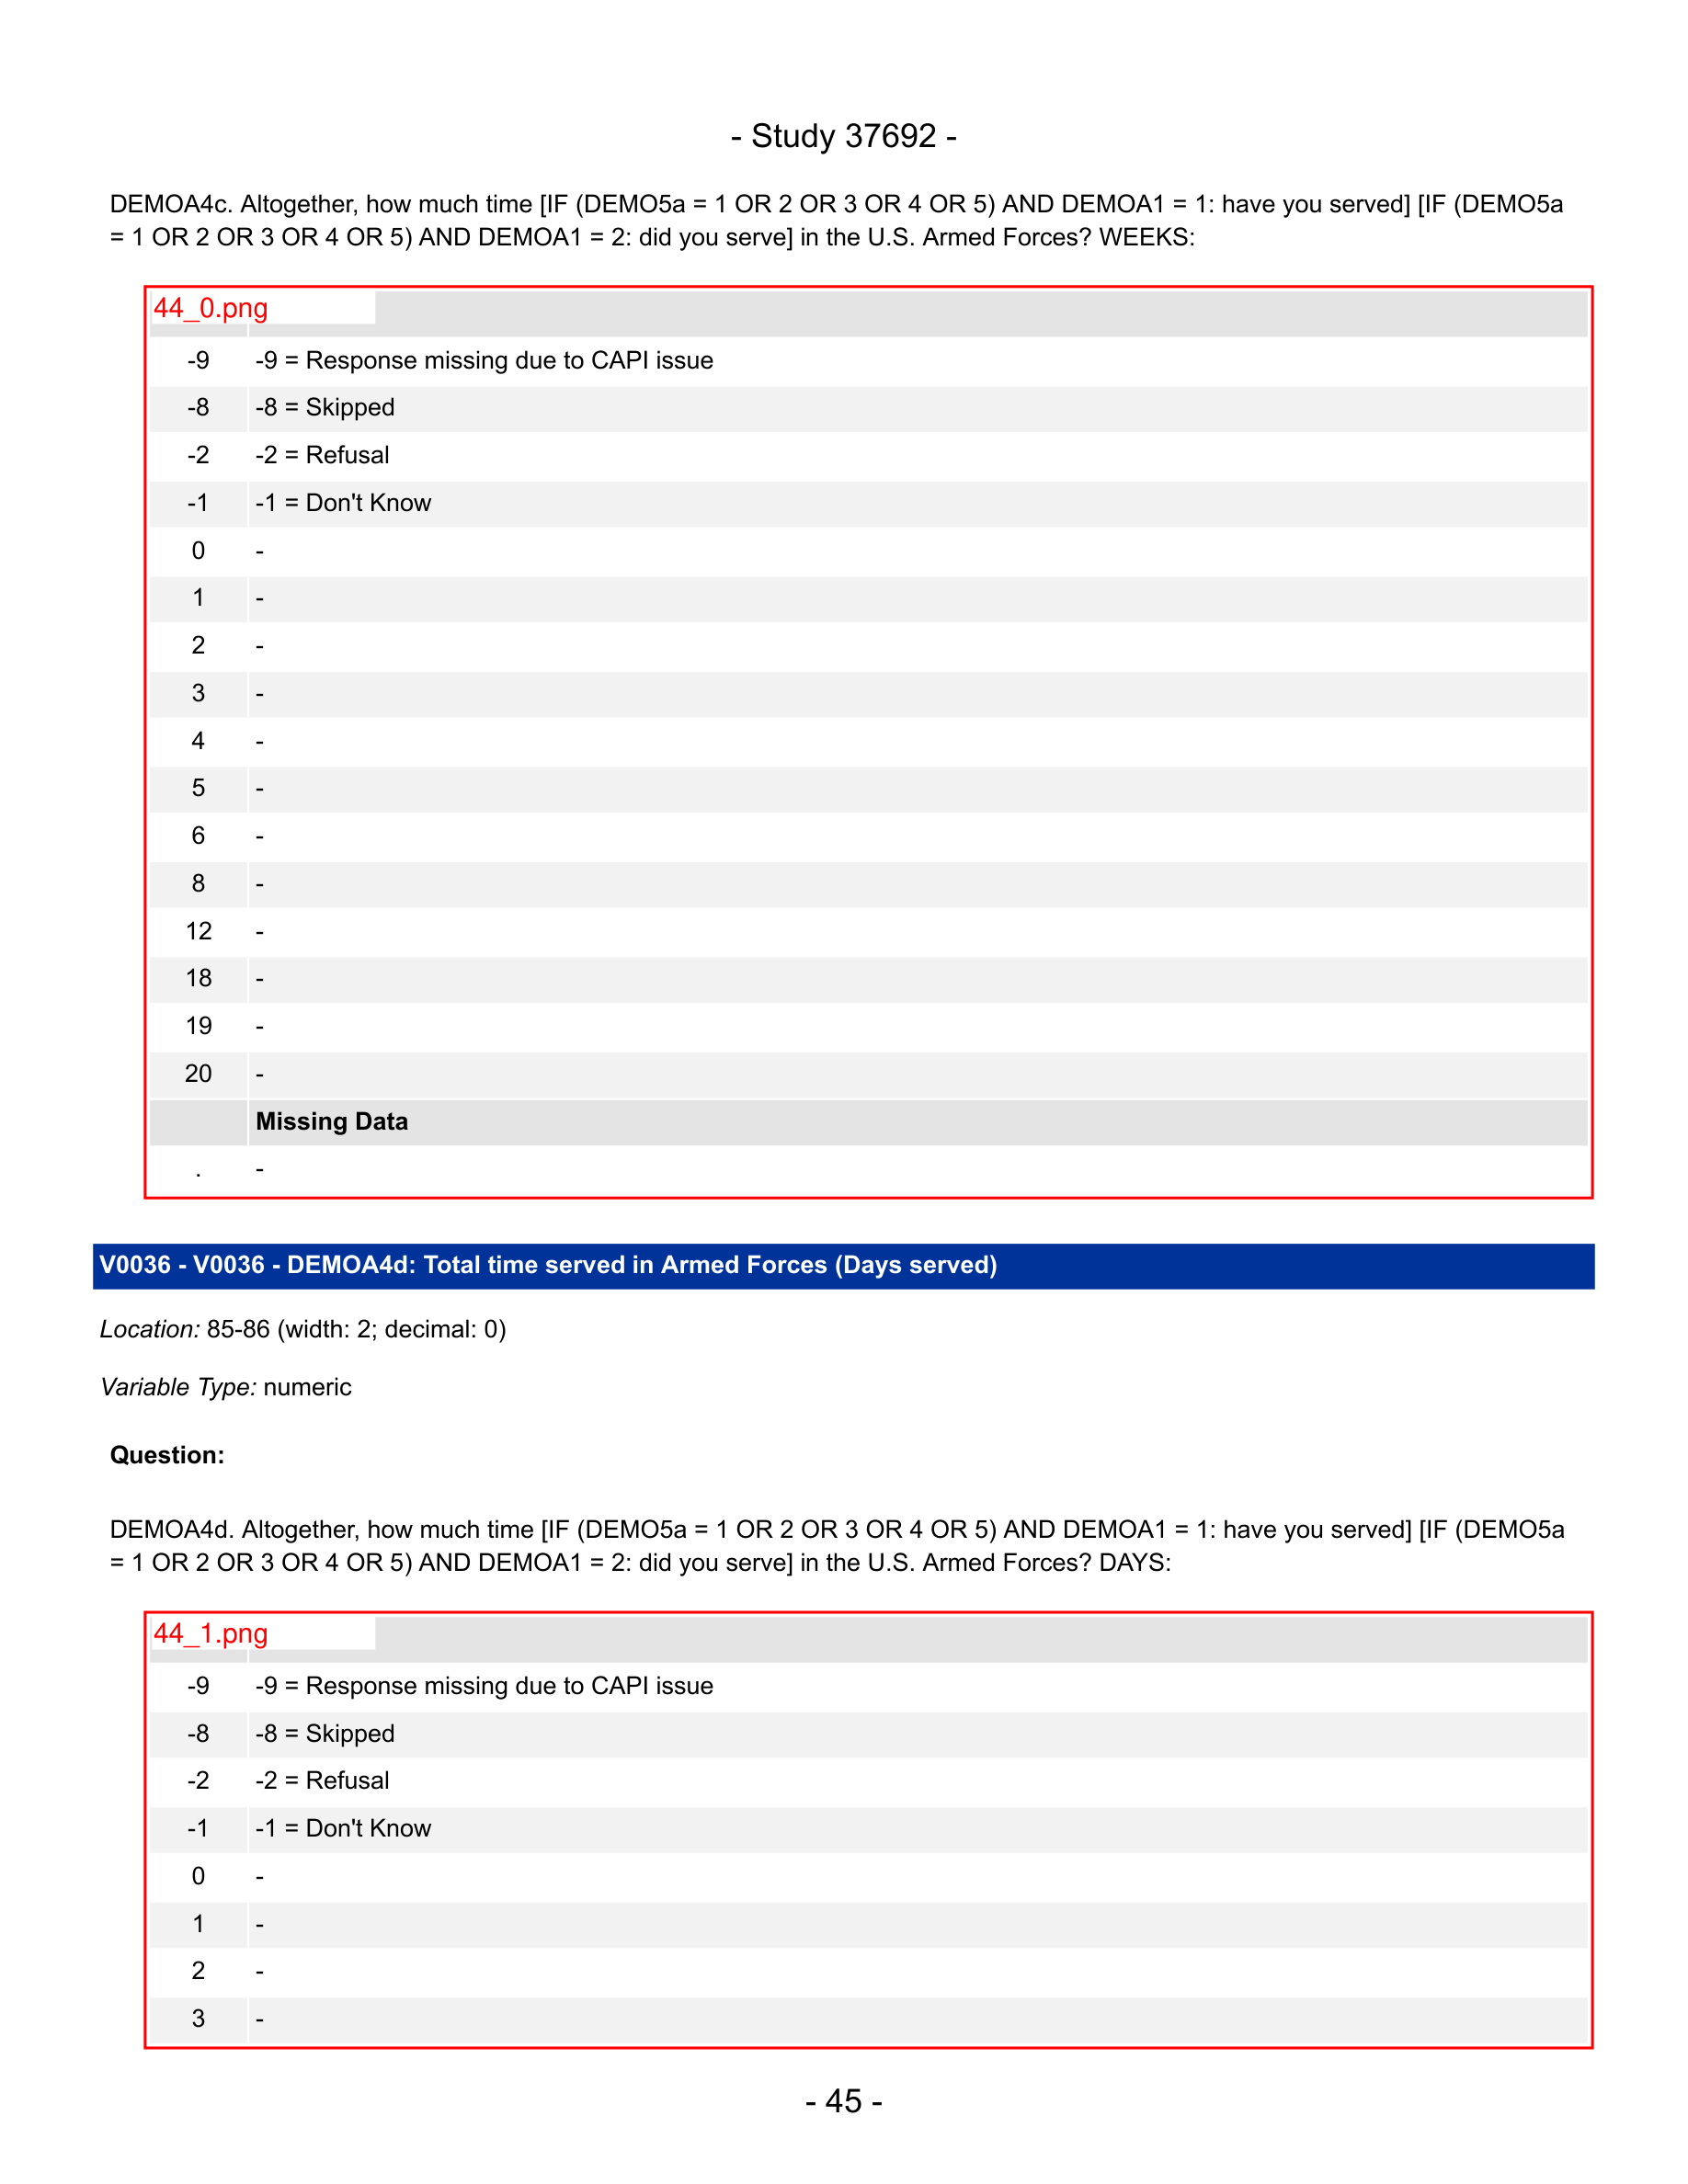 - Study 37692 -
DEMOA4c. Altogether, how much time [IF (DEMO5a = 1 OR 2 OR 3 OR 4 OR 5) AND DEMOA1 = 1: have you served] [IF (DEMO5a
= 1 OR 2 OR 3 OR 4 OR 5) AND DEMOA1 = 2: did you serve] in the U.S. Armed Forces? WEEKS:
44_0.png
-9 -9 = Response missing due to CAPI issue
-8 -8 = Skipped
-2 -2 = Refusal
-1 -1 = Don't Know
0 -
1 -
2 -
3 -
4 -
5 -
6 -
8 -
12 -
18 -
19 -
20 -
Missing Data
. -
V0036 - V0036 - DEMOA4d: Total time served in Armed Forces (Days served)
Location: 85-86 (width: 2; decimal: 0)
Variable Type: numeric
Question:
DEMOA4d. Altogether, how much time [IF (DEMO5a = 1 OR 2 OR 3 OR 4 OR 5) AND DEMOA1 = 1: have you served] [IF (DEMO5a
= 1 OR 2 OR 3 OR 4 OR 5) AND DEMOA1 = 2: did you serve] in the U.S. Armed Forces? DAYS:
44_1.png
-9 -9 = Response missing due to CAPI issue
-8 -8 = Skipped
-2 -2 = Refusal
-1 -1 = Don't Know
0 -
1 -
2 -
3 -
- 45 -